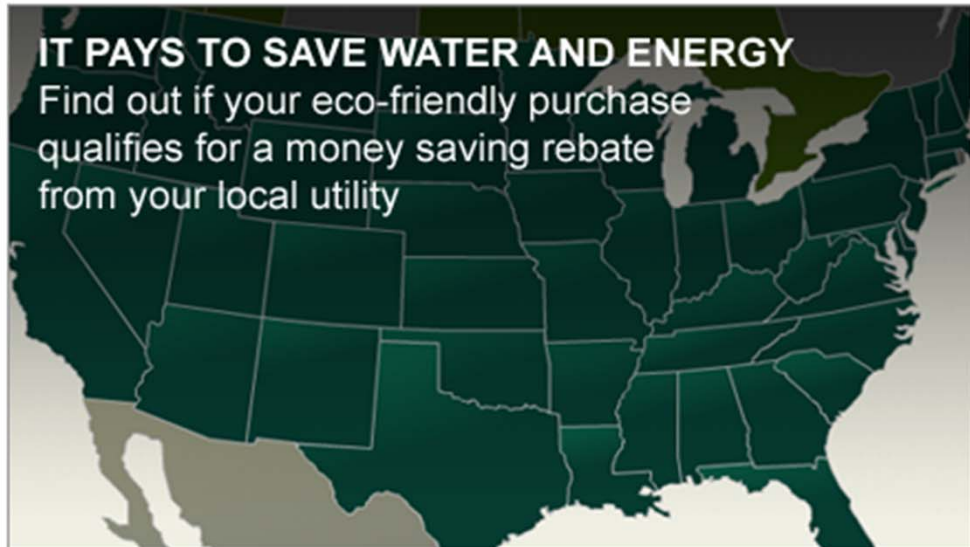 IT PAYS TO SAVE WATER AND ENERGY
Find out if your eco-friendly purchase
qualifies for a money saving rebate
from your local utility